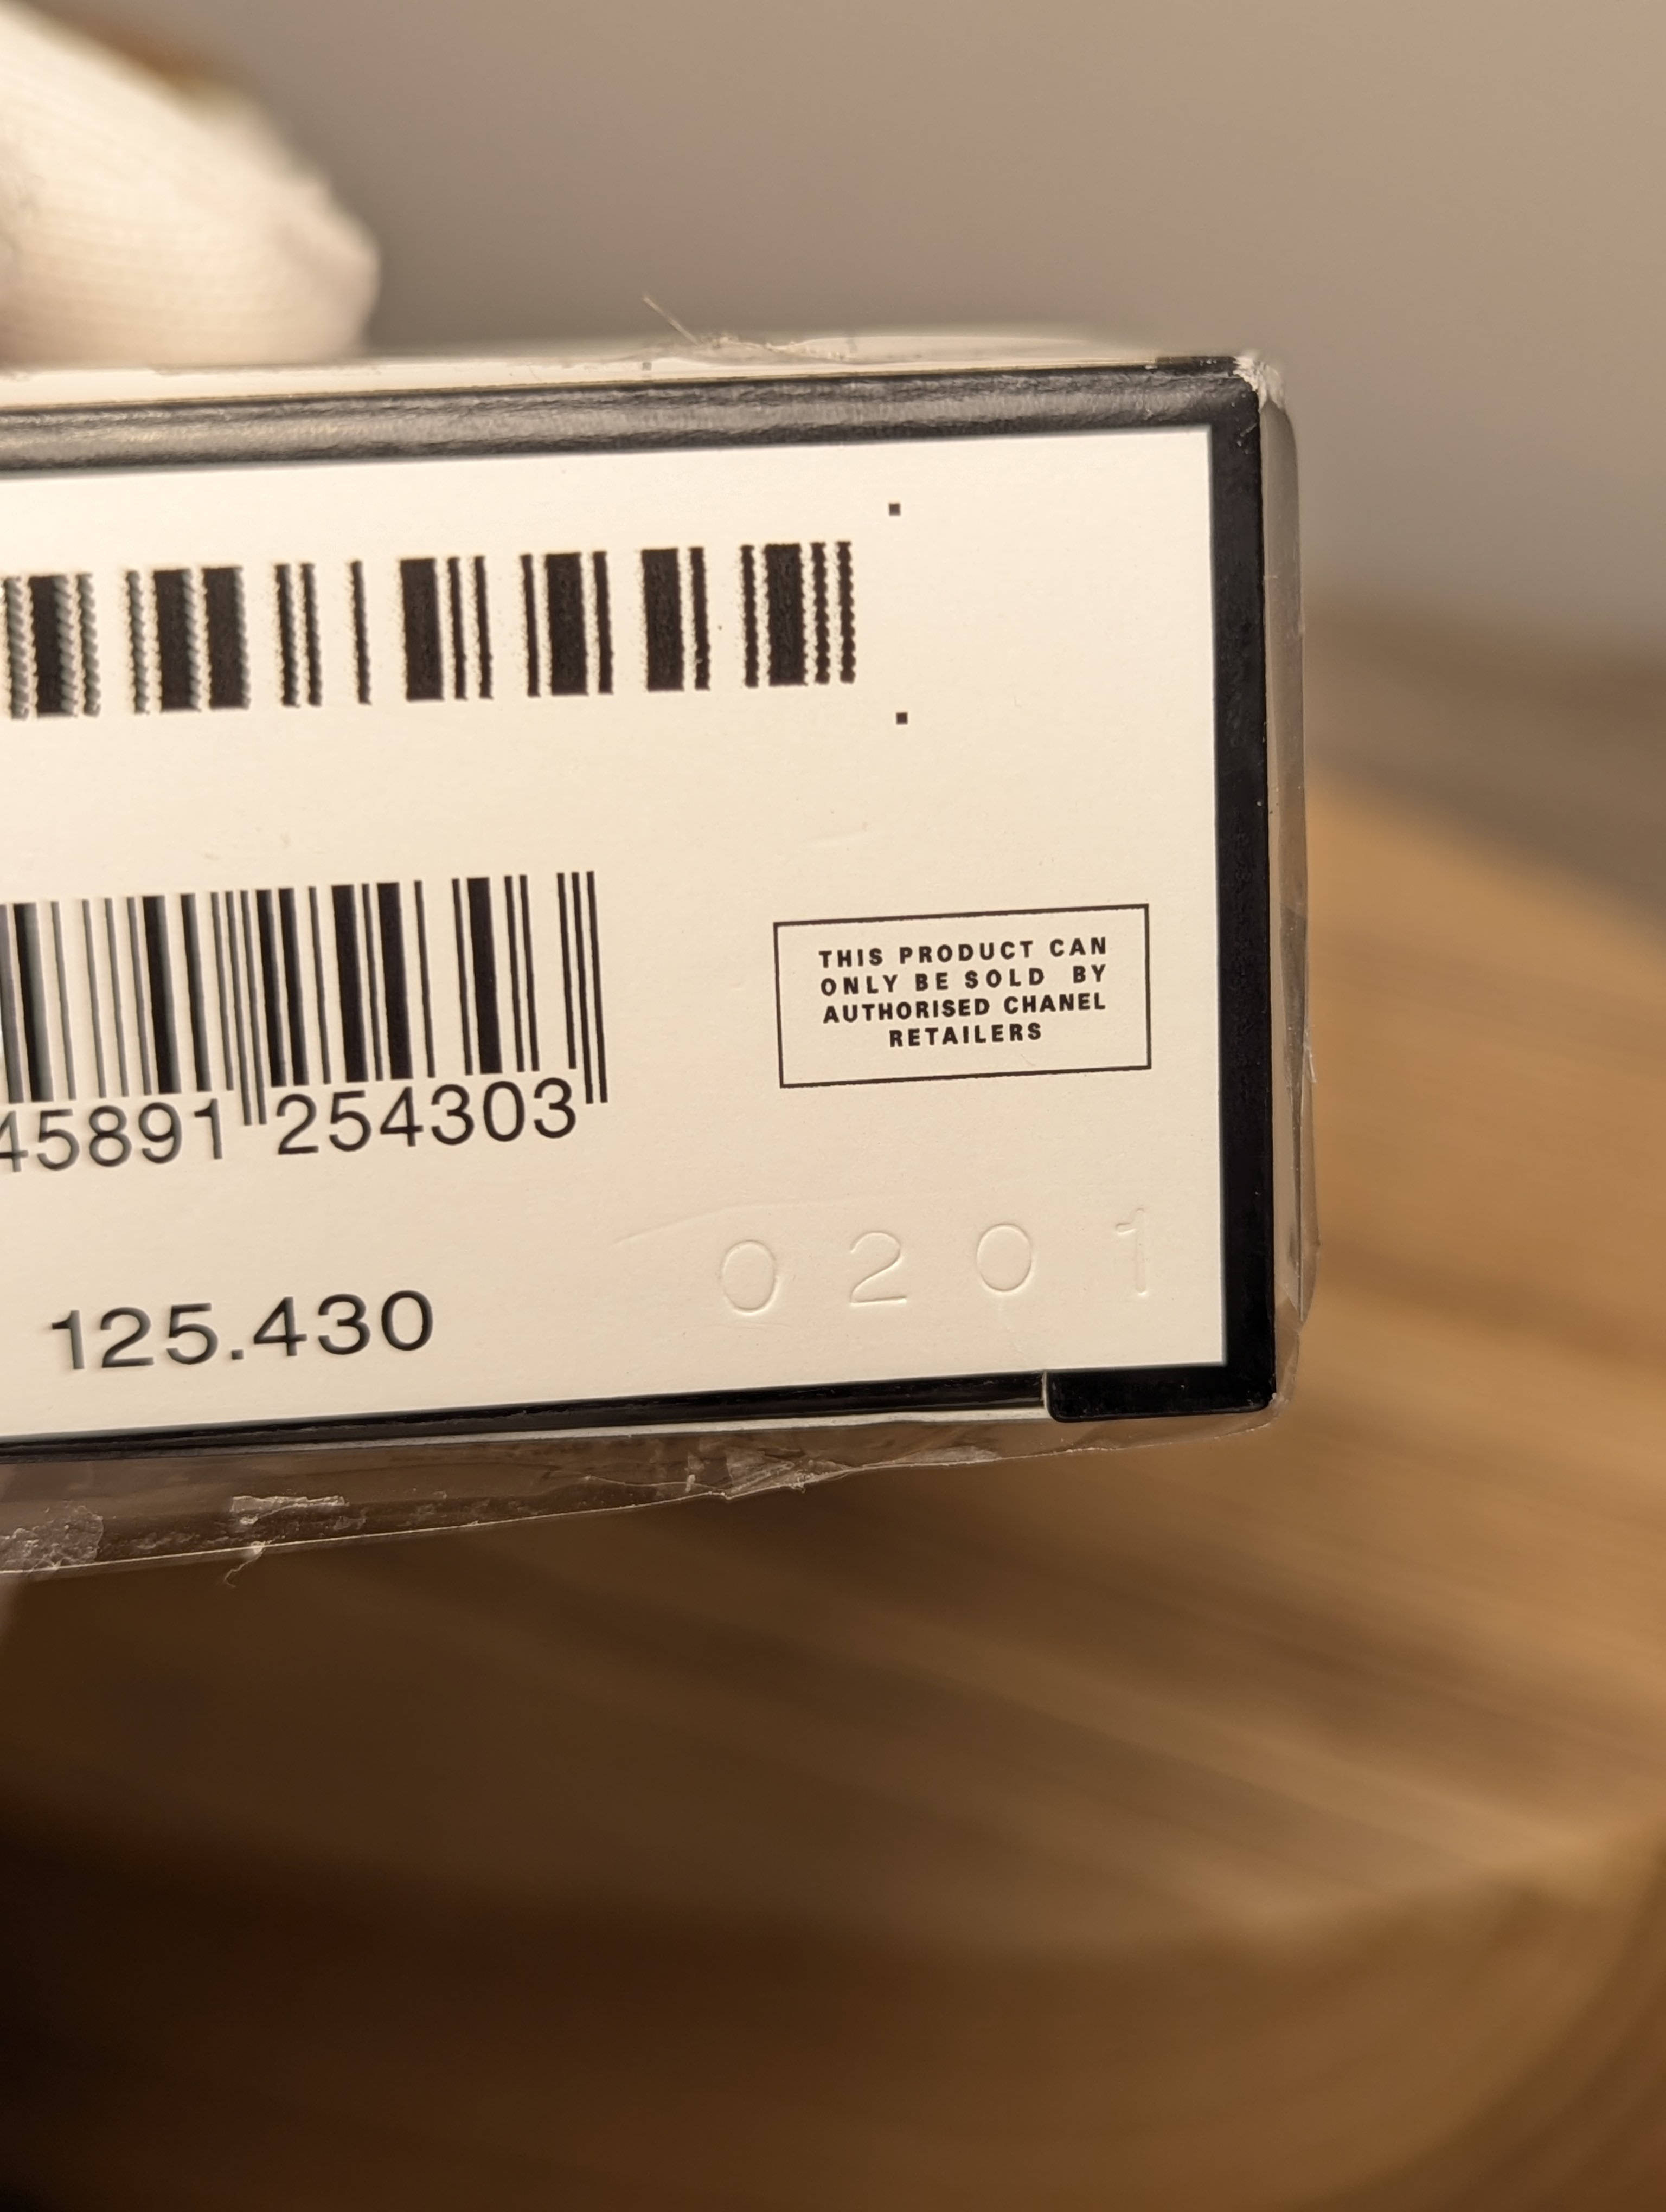 THIS PRODUCT CAN
ONLY BE SOLD BY
AUTHORISED CHANEL
RETAILERS
45891 254303
125.430
0201